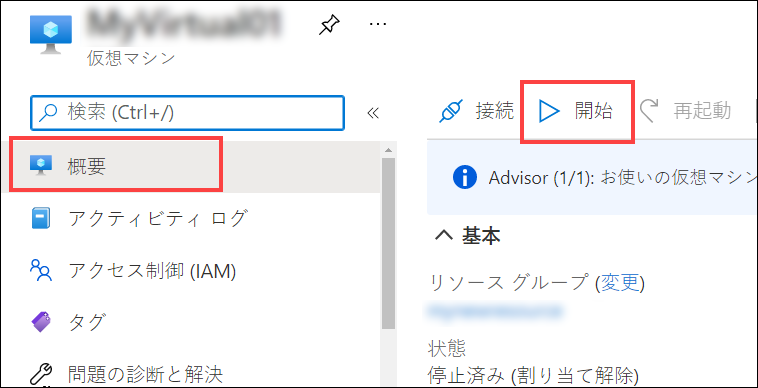 仮想マシン
検索 (Ctrl+/)
概要
アクティビティ ログ
アクセス制御 (IAM)
タグ
問題の診断と解決
接続 開始 再起動
Advisor (1/1): お使いの仮想マシン
基本
リソース グループ (変更)
状態
停止済み (割り当て解除)